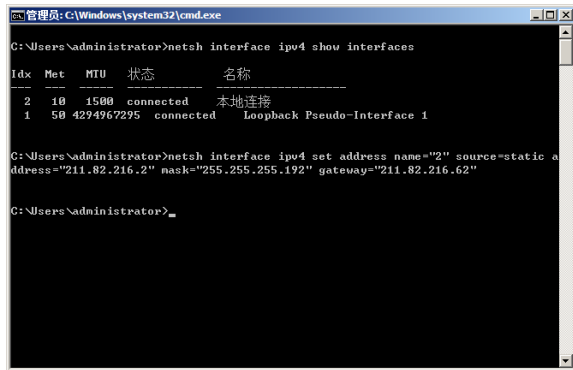 管理员: C:\Windows\system32\cmd.exe
C:\Users\administrator>netsh interface ipv4 show interfaces
Idx Met MTU 状态 名称
--- --- ----- ----------- -------------------
2 10 1500 connected 本地连接
1 50 4294967295 connected Loopback Pseudo-Interface 1
C:\Users\administrator>netsh interface ipv4 set address name="2" source=static a
ddress="211.82.216.2" mask="255.255.255.192" gateway="211.82.216.62"
C:\Users\administrator>_